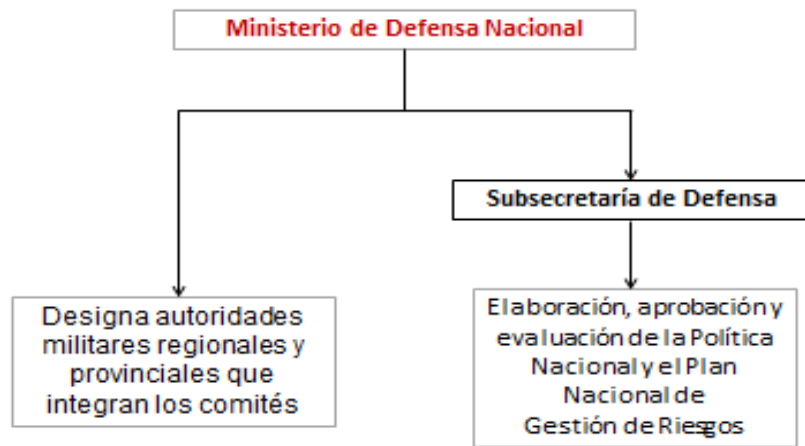 Ministerio de Defensa Nacional
Subsecretaría de Defensa
Designa autoridades
militares regionales y
provinciales que
integran los comités
Elaboración, aprobación y
evaluación de la Política
Nacional y el Plan
Nacional de
Gestión de Riesgos